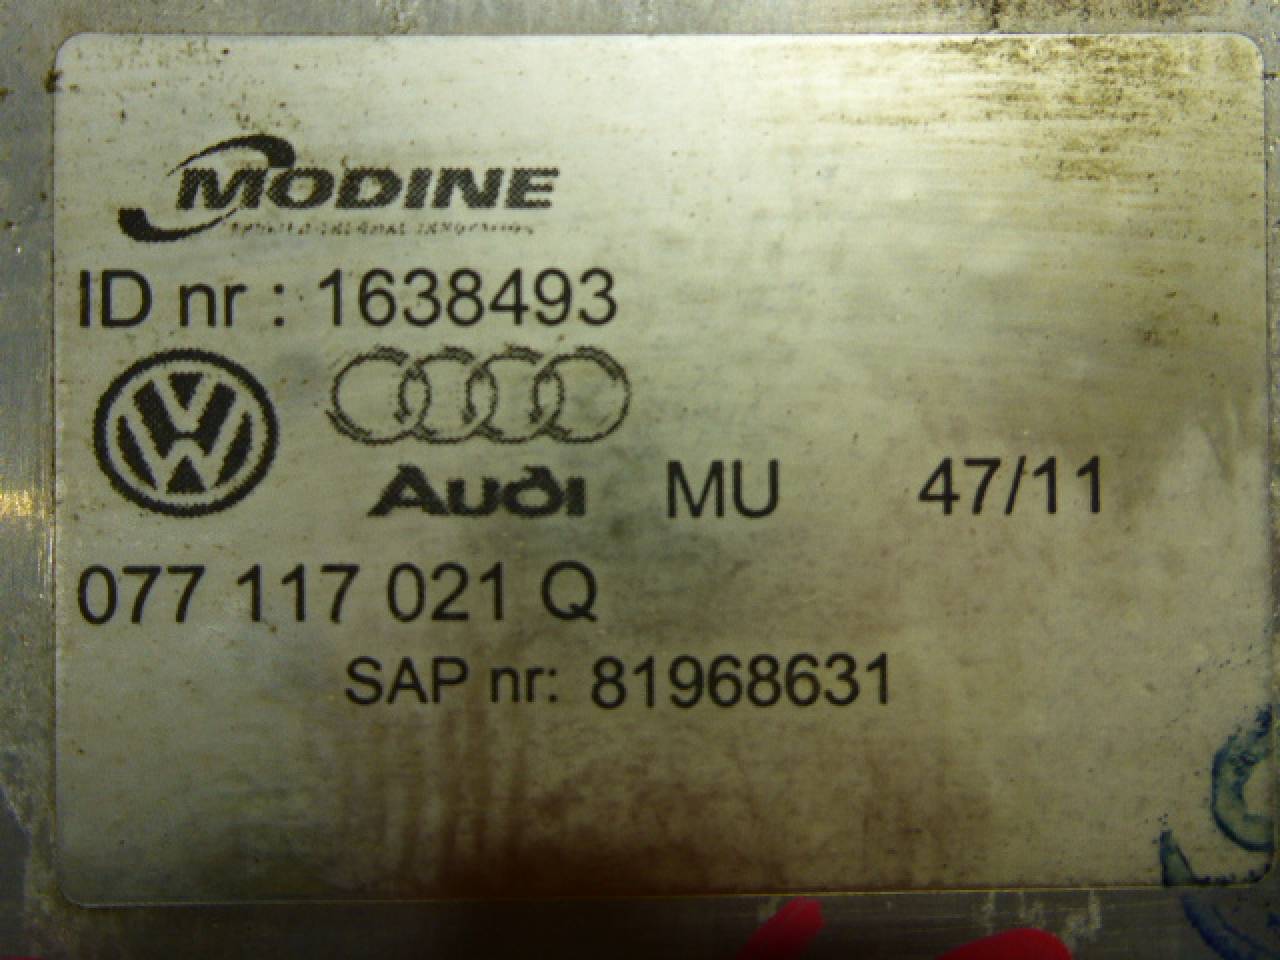 MODINE
ID nr : 1638493
Audi MU 47/11
077 117 021 Q
SAP nr: 81968631